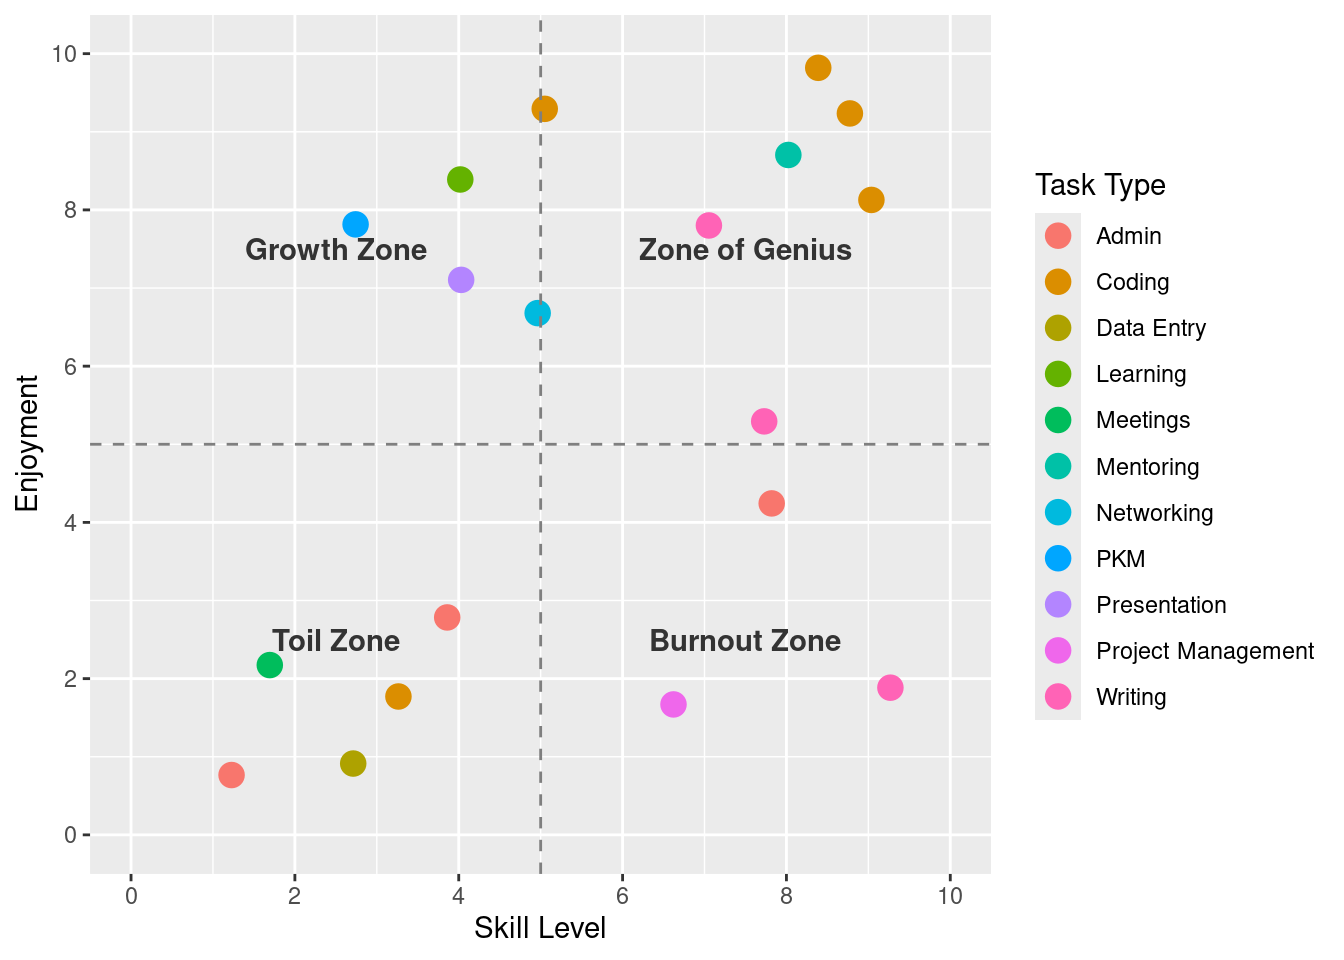 10
8
6
4
2
0
Enjoyment
Growth Zone
Zone of Genius
Toil Zone
Burnout Zone
0 2 4 6 8 10
Skill Level
Task Type
Admin
Coding
Data Entry
Learning
Meetings
Mentoring
Networking
PKM
Presentation
Project Management
Writing